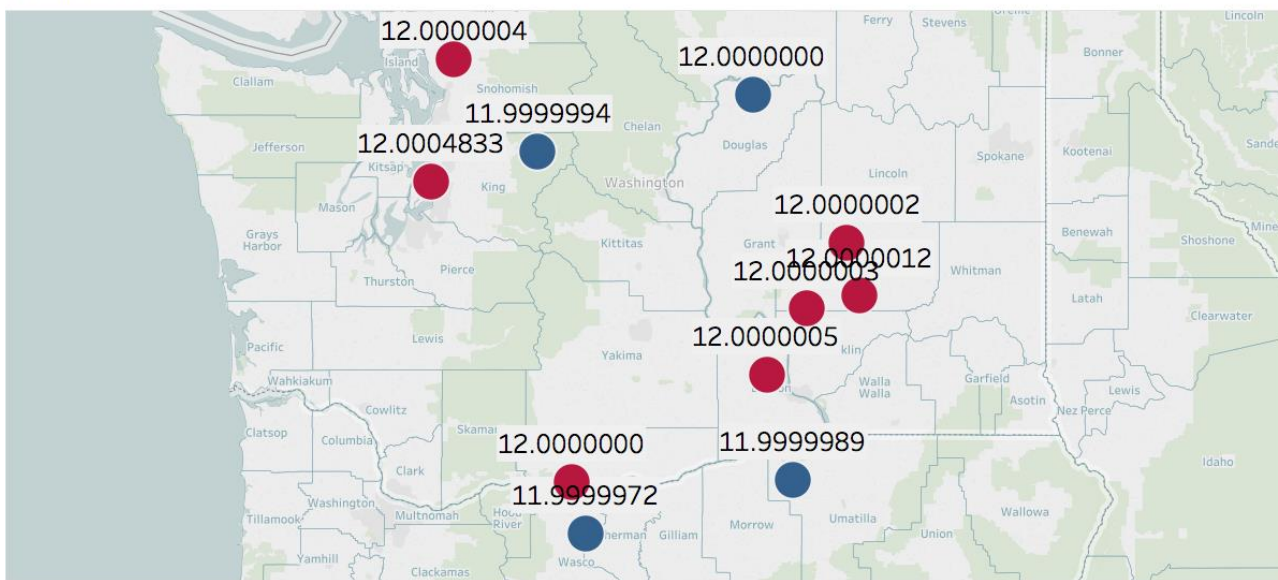 Ferry
Stevens
Lincoln
Bonner
12.0000004
Island
Clallam
Snohomish
12.0000000
11.9999994
Chelan
Douglas
Jefferson
12.0004833
Kitsap
King
Spokane
Kootenai
Lincoln
Washington
Mason
12.0000002
Grays
Harbor
Kittitas
Grant
Benewah
Shoshone
12.0000012
12.0000003
Pierce
Thurston
Whitman
Latah
Clearwater
Lewis
12.0000005
Pacific
Yakima
klin
Wahkiakum
Walla
Walla
Garfield
Asotin
Lewis
Nez Perce
Cowlitz
Clatsop
Columbia
Skaman
12.0000000
11.9999989
Clark
Idaho
Washington
Multnomah
Hood
River
11.9999972
Tillamook
Wallowa
Morrow
Umatilla
Union
herman
Gilliam
Wasco
Yamhill
Clackamas